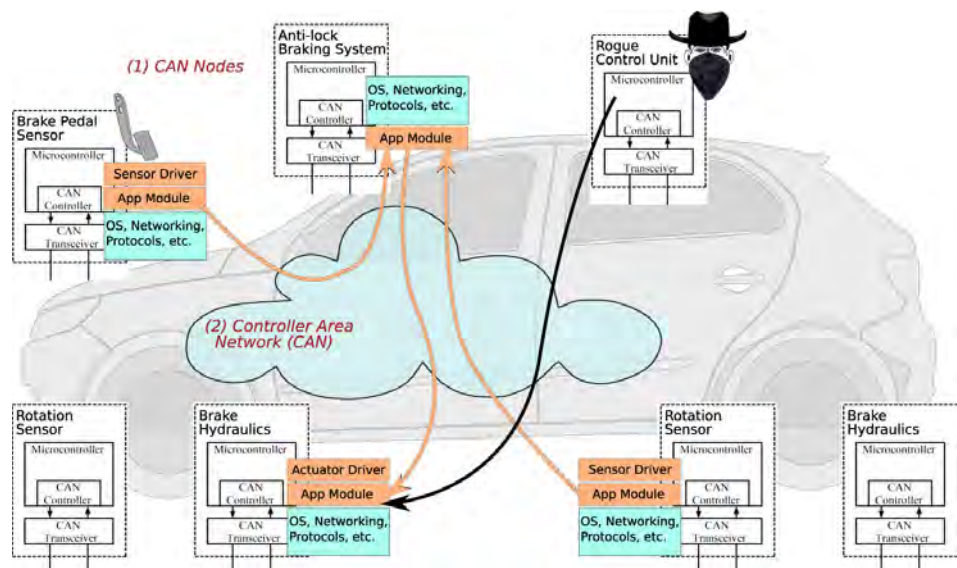 (1) CAN Nodes
Anti-lock
Braking System
Microcontroller
CAN
Controller
CAN
Transceiver
OS, Networking,
Protocols, etc.
App Module
Rogue
Control Unit
Microcontroller
CAN
Controller
CAN
Transceiver
Brake Pedal
Sensor
Microcontroller
CAN
Controller
CAN
Transceiver
Sensor Driver
App Module
OS, Networking,
Protocols, etc.
(2) Controller Area
Network (CAN)
Rotation
Sensor
Microcontroller
CAN
Controller
CAN
Transceiver
Brake
Hydraulics
Microcontroller
CAN
Controller
CAN
Transceiver
Actuator Driver
App Module
OS, Networking,
Protocols, etc.
Sensor Driver
App Module
OS, Networking,
Protocols, etc.
Rotation
Sensor
Microcontroller
CAN
Controller
CAN
Transceiver
Brake
Hydraulics
Microcontroller
CAN
Controller
CAN
Transceiver